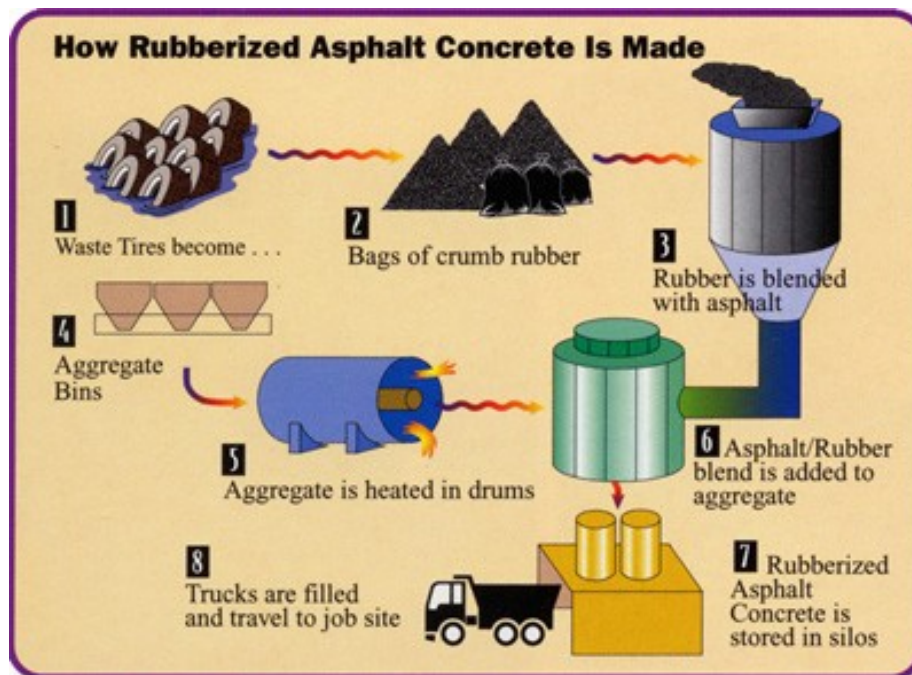 How Rubberized Asphalt Concrete Is Made
1
Waste Tires become . . .
2
Bags of crumb rubber
3
Rubber is blended
with asphalt
4
Aggregate
Bins
5
Aggregate is heated in drums
6 Asphalt/Rubber
blend is added to
aggregate
7 Rubberized
Asphalt
Concrete is
stored in silos
8
Trucks are filled
and travel to job site